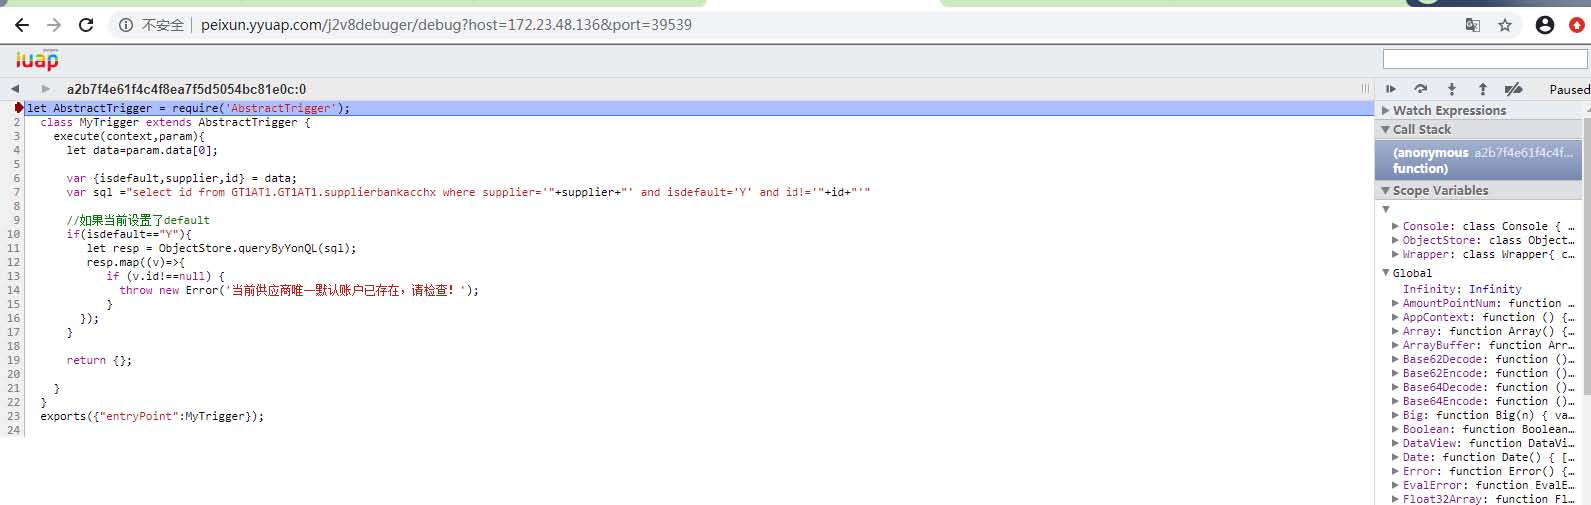 不安全 | peixun.yyuap.com/j2v8debuger/debug?host=172.23.48.136&port=39539
iuap
a2b7f4e61f4c4f8ea7f5d5054bc81e0c:0
Paused
let AbstractTrigger = require('AbstractTrigger');
2 class MyTrigger extends AbstractTrigger {
3 execute(context,param){
4 let data=param.data[0];
5
6 var {isdefault,supplier,id} = data;
7 var sql ="select id from GT1AT1.GT1AT1.supplierbankacchx where supplier='"+supplier+"' and isdefault='Y' and id!='"+id+"'"
8
9 //如果当前设置了default
10 if(isdefault=="Y"){
11 let resp = ObjectStore.queryByYonQL(sql);
12 resp.map((v)=>{
13 if (v.id!==null) {
14 throw new Error('当前供应商唯一默认账户已存在，请检查！');
15 }
16 });
17 }
18
19 return {};
20
21 }
22 }
23 exports({"entryPoint":MyTrigger});
24
Watch Expressions
Call Stack
(anonymous function) a2b7f4e61f4c4f...
Scope Variables
Console: class Console { …
ObjectStore: class Object…
Wrapper: class Wrapper{ c…
Global
Infinity: Infinity
AmountPointNum: function …
AppContext: function () {…
Array: function Array() {…
ArrayBuffer: function Arr…
Base62Decode: function ()…
Base62Encode: function ()…
Base64Decode: function ()…
Base64Encode: function ()…
Big: function Big(n) { va…
Boolean: function Boolean…
DataView: function DataVi…
Date: function Date() { […
Error: function Error() {…
EvalError: function EvalE…
Float32Array: function Fl…